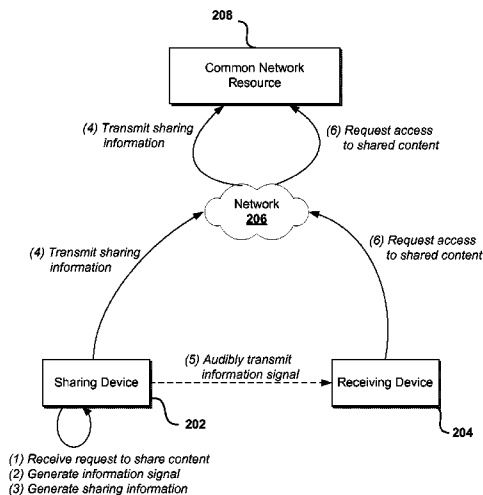 208
Common Network
Resource
(4) Transmit sharing
information
(6) Request access
to shared content
Network
206
(4) Transmit sharing
information
(6) Request access
to shared content
(5) Audibly transmit
information signal
Sharing Device
Receiving Device
202
204
(1) Receive request to share content
(2) Generate information signal
(3) Generate sharing information